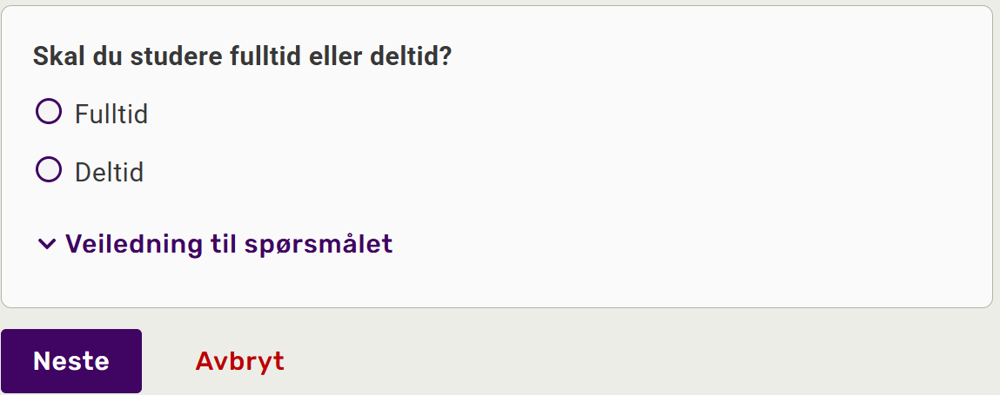 Skal du studere fulltid eller deltid?
Fulltid
Deltid
Veiledning til spørsmålet
Neste
Avbryt